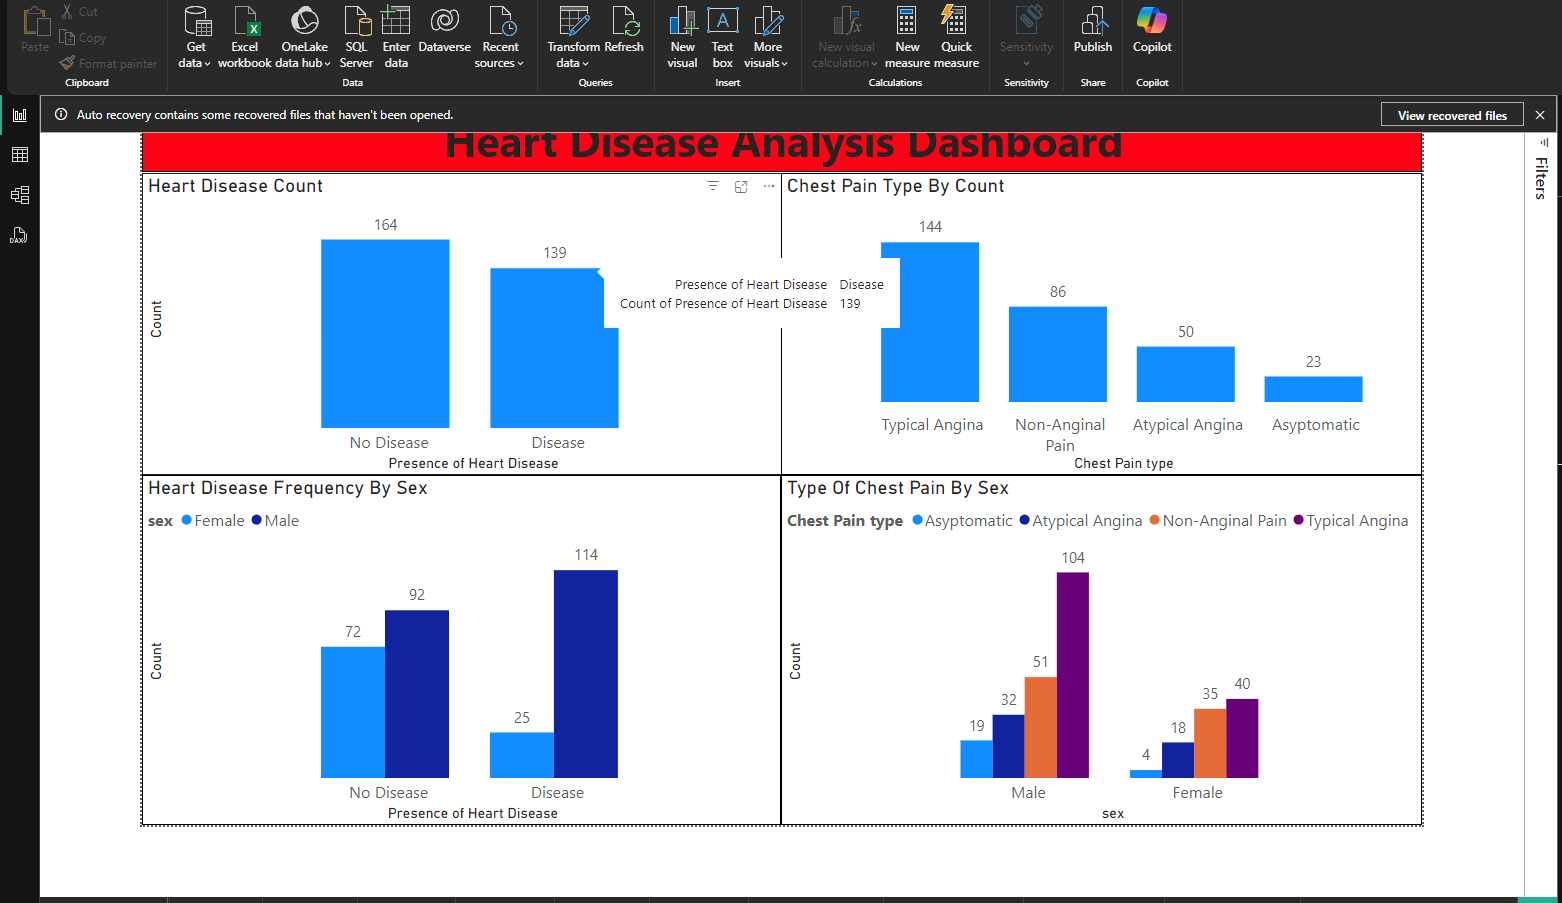 Paste
Cut
Copy
Format painter
Clipboard
Get data
Excel workbook
OneLake data hub
SQL Server
Enter data
Dataverse
Recent sources
Data
Transform data
Refresh
Queries
New visual
Text box
More visuals
Insert
New visual calculation
New measure
Quick measure
Calculations
Sensitivity
Sensitivity
Publish
Share
Copilot
Copilot
Auto recovery contains some recovered files that haven't been opened.
View recovered files
DAX
Filters
Heart Disease Analysis Dashboard
Heart Disease Count
164
139
Count
No Disease
Disease
Presence of Heart Disease
Presence of Heart Disease Disease
Count of Presence of Heart Disease 139
Chest Pain Type By Count
144
86
50
23
Typical Angina
Non-Anginal
Pain
Atypical Angina
Asyptomatic
Chest Pain type
Heart Disease Frequency By Sex
sex Female Male
72
92
25
114
Count
No Disease
Disease
Presence of Heart Disease
Type Of Chest Pain By Sex
Chest Pain type Asyptomatic Atypical Angina Non-Anginal Pain Typical Angina
19
32
51
104
4
18
35
40
Count
Male
Female
sex